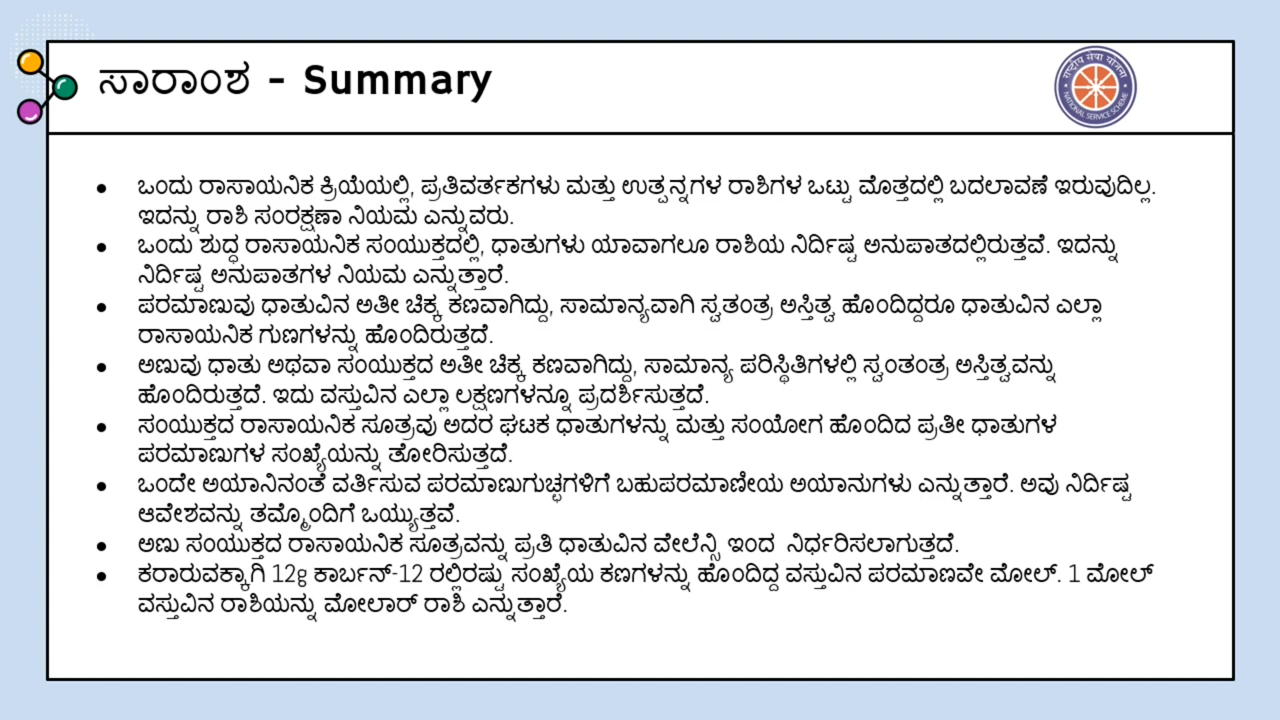 ಸಾರಾಂಶ - Summary
राष्ट्रीय सेवा योजना
NATIONAL SERVICE SCHEME
● ಒಂದು ರಾಸಾಯನಿಕ ಕ್ರಿಯೆಯಲ್ಲಿ, ಪ್ರತಿವರ್ತಕಗಳು ಮತ್ತು ಉತ್ಪನ್ನಗಳ ರಾಶಿಗಳ ಒಟ್ಟು ಮೊತ್ತದಲ್ಲಿ ಬದಲಾವಣೆ ಇರುವುದಿಲ್ಲ.
ಇದನ್ನು ರಾಶಿ ಸಂರಕ್ಷಣಾ ನಿಯಮ ಎನ್ನುವರು.
● ಒಂದು ಶುದ್ಧ ರಾಸಾಯನಿಕ ಸಂಯುಕ್ತದಲ್ಲಿ, ಧಾತುಗಳು ಯಾವಾಗಲೂ ರಾಶಿಯ ನಿರ್ದಿಷ್ಟ ಅನುಪಾತದಲ್ಲಿರುತ್ತವೆ. ಇದನ್ನು
ನಿರ್ದಿಷ್ಟ ಅನುಪಾತಗಳ ನಿಯಮ ಎನ್ನುತ್ತಾರೆ.
● ಪರಮಾಣುವು ಧಾತುವಿನ ಅತೀ ಚಿಕ್ಕ ಕಣವಾಗಿದ್ದು, ಸಾಮಾನ್ಯವಾಗಿ ಸ್ವತಂತ್ರ ಅಸ್ತಿತ್ವ ಹೊಂದಿದ್ದರೂ ಧಾತುವಿನ ಎಲ್ಲಾ
ರಾಸಾಯನಿಕ ಗುಣಗಳನ್ನು ಹೊಂದಿರುತ್ತದೆ.
● ಅಣುವು ಧಾತು ಅಥವಾ ಸಂಯುಕ್ತದ ಅತೀ ಚಿಕ್ಕ ಕಣವಾಗಿದ್ದು, ಸಾಮಾನ್ಯ ಪರಿಸ್ಥಿತಿಗಳಲ್ಲಿ ಸ್ವಂತಂತ್ರ ಅಸ್ತಿತ್ವವನ್ನು
ಹೊಂದಿರುತ್ತದೆ. ಇದು ವಸ್ತುವಿನ ಎಲ್ಲಾ ಲಕ್ಷಣಗಳನ್ನೂ ಪ್ರದರ್ಶಿಸುತ್ತದೆ.
● ಸಂಯುಕ್ತದ ರಾಸಾಯನಿಕ ಸೂತ್ರವು ಅದರ ಘಟಕ ಧಾತುಗಳನ್ನು ಮತ್ತು ಸಂಯೋಗ ಹೊಂದಿದ ಪ್ರತೀ ಧಾತುಗಳ
ಪರಮಾಣುಗಳ ಸಂಖ್ಯೆಯನ್ನು ತೋರಿಸುತ್ತದೆ.
● ಒಂದೇ ಅಯಾನಿನಂತೆ ವರ್ತಿಸುವ ಪರಮಾಣುಗುಚ್ಛಗಳಿಗೆ ಬಹುಪರಮಾಣೀಯ ಅಯಾನುಗಳು ಎನ್ನುತ್ತಾರೆ. ಅವು ನಿರ್ದಿಷ್ಟ
ಆವೇಶವನ್ನು ತಮ್ಮೊಂದಿಗೆ ಒಯ್ಯುತ್ತವೆ.
● ಅಣು ಸಂಯುಕ್ತದ ರಾಸಾಯನಿಕ ಸೂತ್ರವನ್ನು ಪ್ರತಿ ಧಾತುವಿನ ವೇಲೆನ್ಸಿ ಇಂದ ನಿರ್ಧರಿಸಲಾಗುತ್ತದೆ.
● ಕರಾರುವಕ್ಕಾಗಿ 12g ಕಾರ್ಬನ್-12 ರಲ್ಲಿರಷ್ಟು ಸಂಖ್ಯೆಯ ಕಣಗಳನ್ನು ಹೊಂದಿದ್ದ ವಸ್ತುವಿನ ಪರಮಾಣವೇ ಮೋಲ್. 1 ಮೋಲ್
ವಸ್ತುವಿನ ರಾಶಿಯನ್ನು ಮೋಲಾರ್ ರಾಶಿ ಎನ್ನುತ್ತಾರೆ.